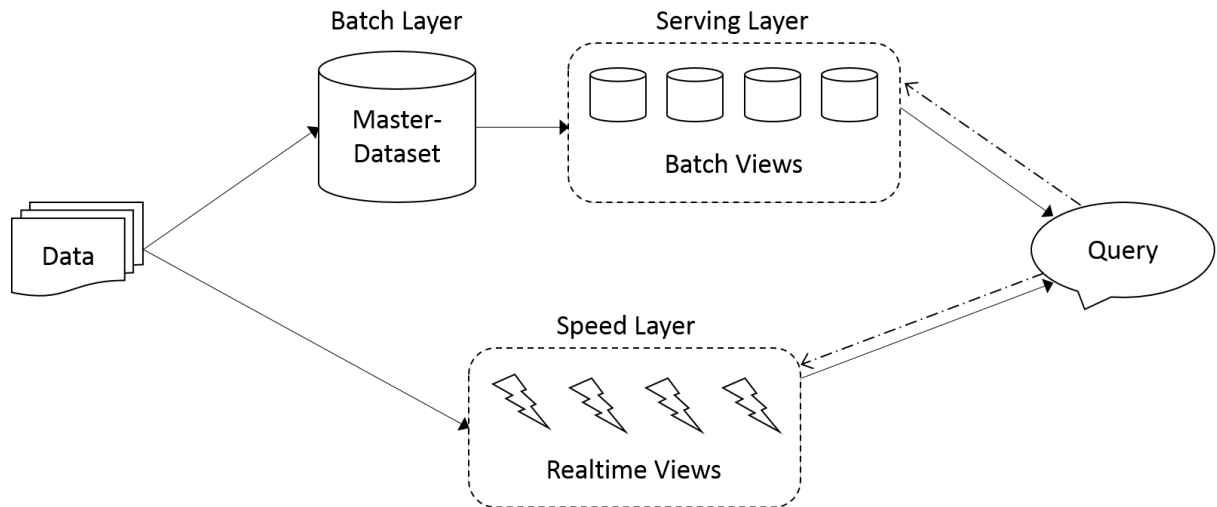 Batch Layer
Serving Layer
Master-
Dataset
Batch Views
Data
Query
Speed Layer
Realtime Views